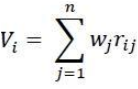 V_i = \sum_{j=1}^{n} w_j r_{ij}